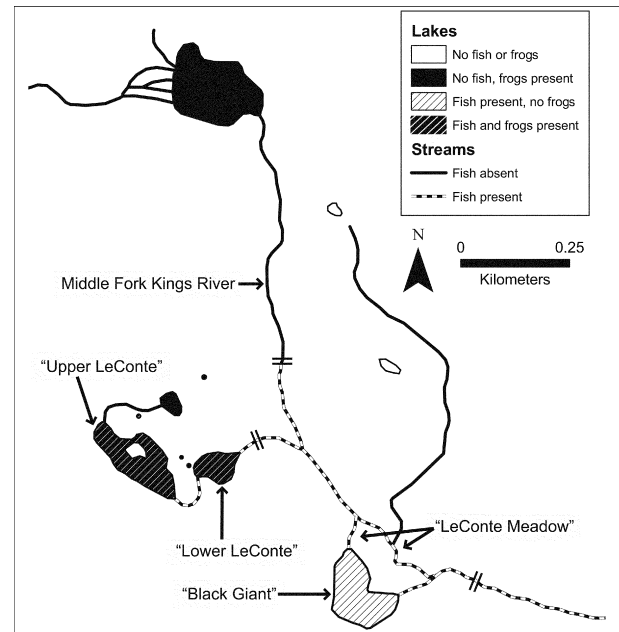 Lakes
No fish or frogs
No fish, frogs present
Fish present, no frogs
Fish and frogs present
Streams
Fish absent
Fish present
N
0 0.25
Kilometers
Middle Fork Kings River
“Upper LeConte”
“Lower LeConte”
“LeConte Meadow”
“Black Giant”